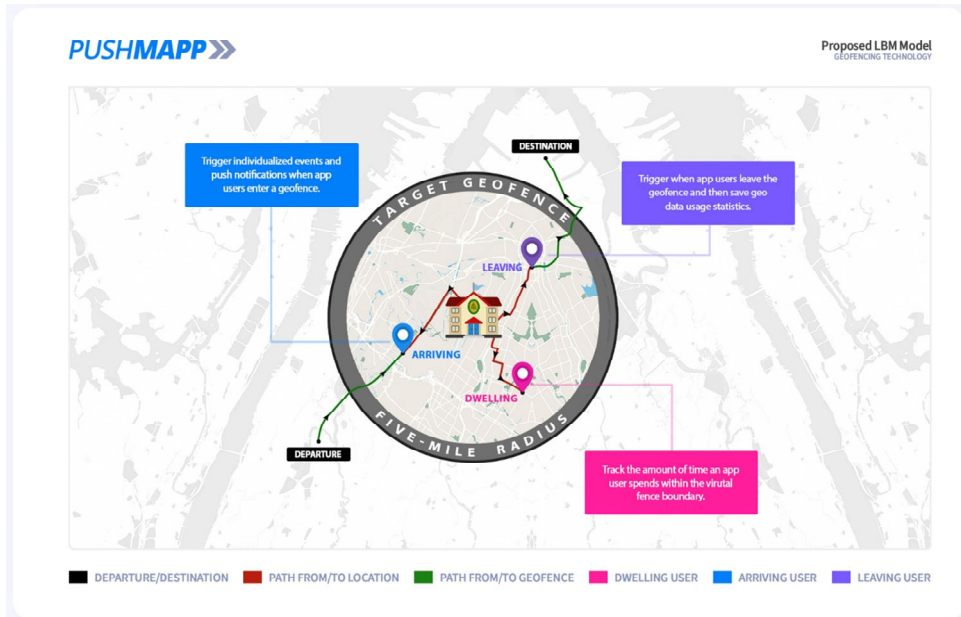 PUSHMAPP
Proposed LBM Model
GEOFENCING TECHNOLOGY
DESTINATION
Trigger individualized events and
push notifications when app
users enter a geofence.
Trigger when app users leave the
geofence and then save geo
data usage statistics.
TARGET GEOFENCE
LEAVING
ARRIVING
DWELLING
FIVE-MILE RADIUS
DEPARTURE
Track the amount of time an app
user spends within the virutal
fence boundary.
DEPARTURE/DESTINATION
PATH FROM/TO LOCATION
PATH FROM/TO GEOFENCE
DWELLING USER
ARRIVING USER
LEAVING USER